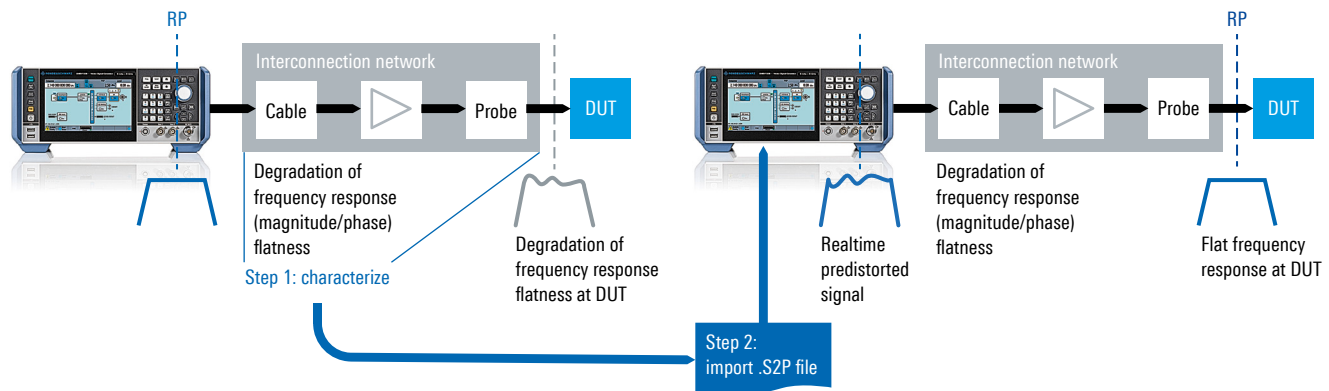 RP
Interconnection network
Cable
Probe
DUT
Degradation of
frequency response
(magnitude/phase)
flatness
Step 1: characterize
Degradation of
frequency response
flatness at DUT
RP
Interconnection network
Cable
Probe
DUT
Realtime
predistorted
signal
Degradation of
frequency response
(magnitude/phase)
flatness
Flat frequency
response at DUT
Step 2:
import .S2P file